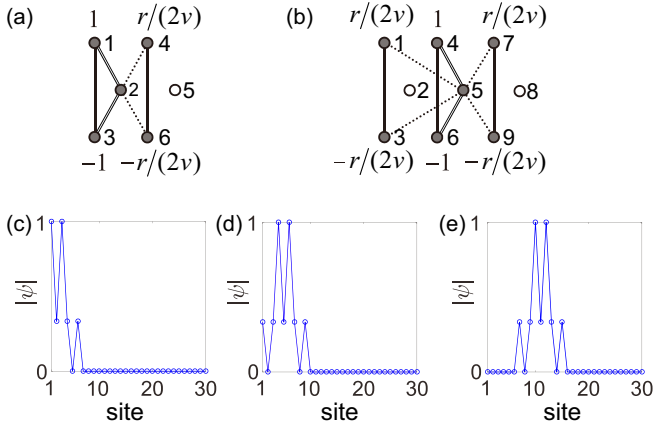 (a)
1
r/(2v)
1
4
2
5
3
6
−1
−r/(2v)
(b)
−r/(2v)
1
r/(2v)
1
4
7
2
5
8
3
6
9
−r/(2v)
−1
−r/(2v)
(c)
1
|ψ|
0
1
10
20
30
site
(d)
1
|ψ|
0
1
10
20
30
site
(e)
1
|ψ|
0
1
10
20
30
site